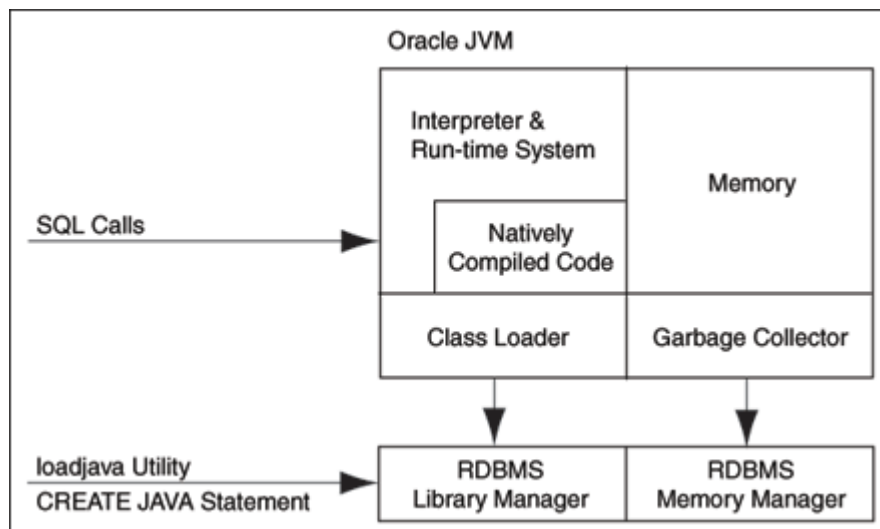 Oracle JVM
Interpreter &
Run-time System
Memory
SQL Calls
Natively
Compiled Code
Class Loader
Garbage Collector
loadjava Utility
CREATE JAVA Statement
RDBMS
Library Manager
RDBMS
Memory Manager